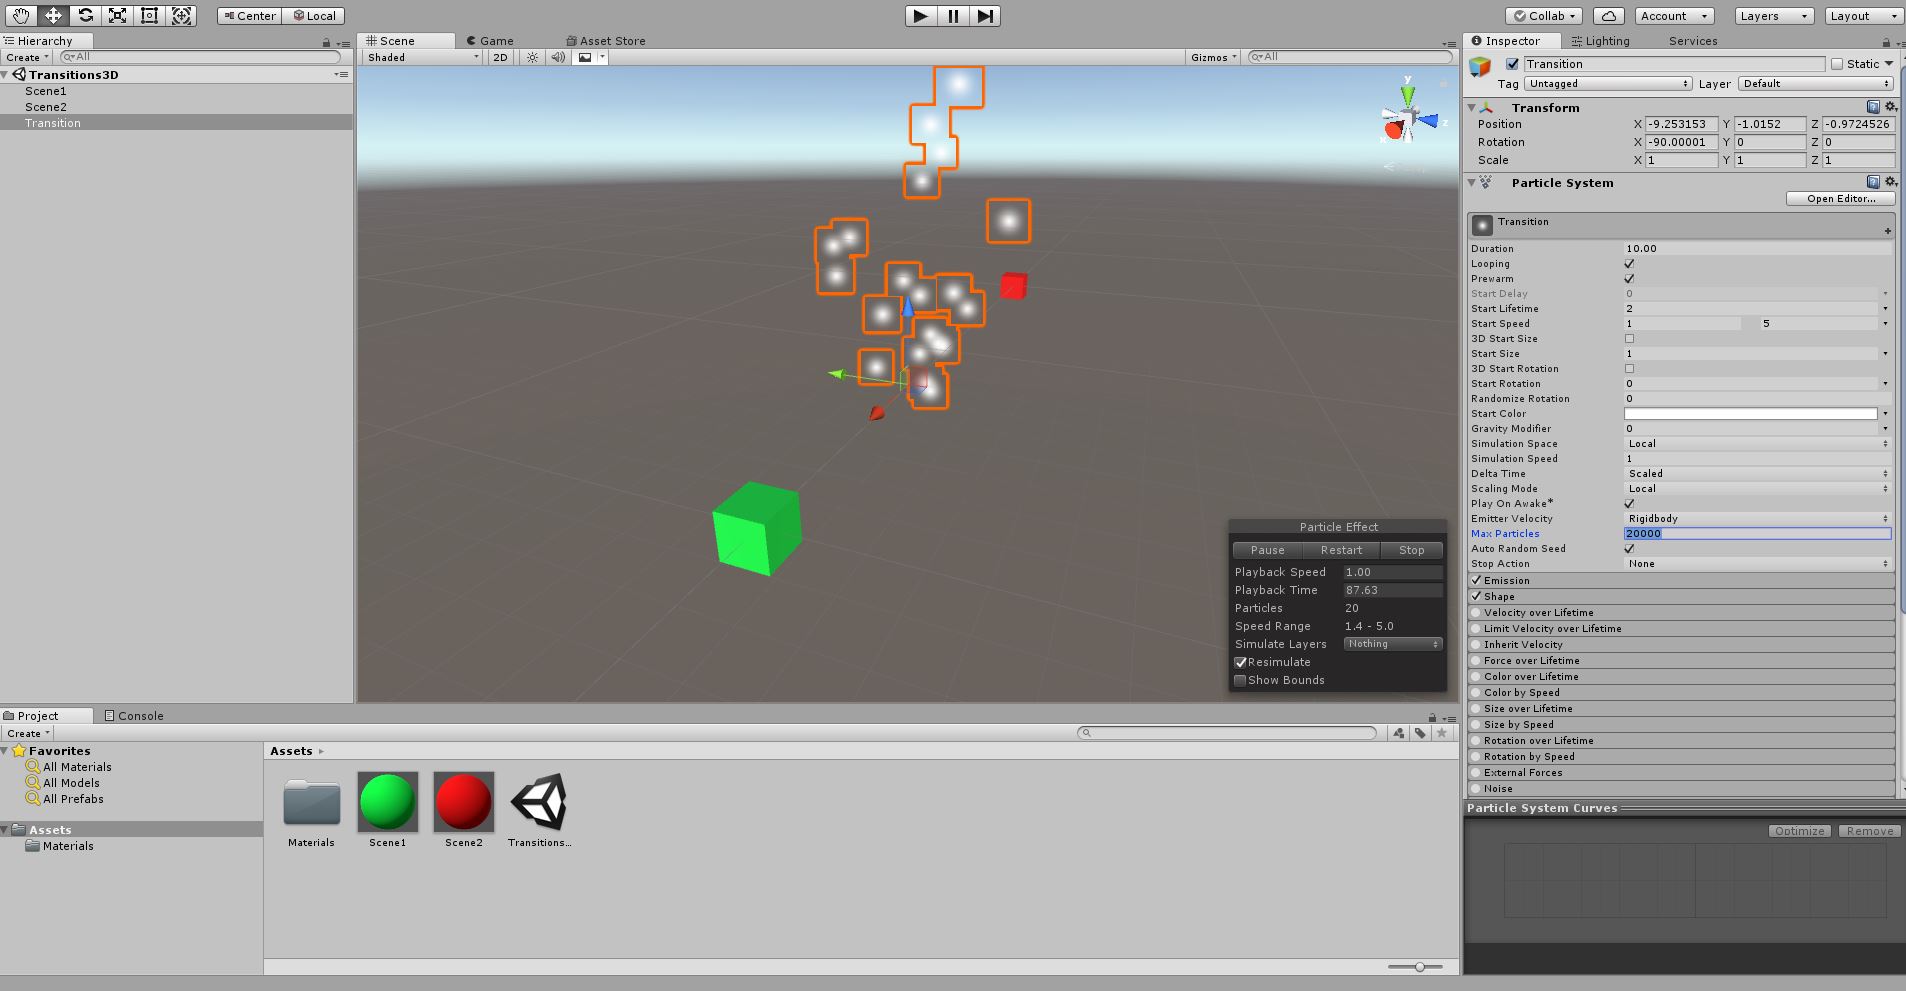 Center Local
Collab Account Layers Layout
Hierarchy
Create All
Transitions3D
Scene1
Scene2
Transition
Scene Game Asset Store
Shaded 2D Gizmos All
y
z
x
Particle Effect
Pause Restart Stop
Playback Speed 1.00
Playback Time 87.63
Particles 20
Speed Range 1.4 - 5.0
Simulate Layers Nothing
Resimulate
Show Bounds
Inspector Lighting Services
Transition Static
Tag Untagged Layer Default
Transform
Position X -9.253153 Y -1.0152 Z -0.9724526
Rotation X -90.00001 Y 0 Z 0
Scale X 1 Y 1 Z 1
Particle System
Open Editor...
Transition
Duration 10.00
Looping
Prewarm
Start Delay 0
Start Lifetime 2
Start Speed 1 5
3D Start Size
Start Size 1
3D Start Rotation
Start Rotation 0
Randomize Rotation 0
Start Color
Gravity Modifier 0
Simulation Space Local
Simulation Speed 1
Delta Time Scaled
Scaling Mode Local
Play On Awake*
Emitter Velocity Rigidbody
Max Particles 20000
Auto Random Seed
Stop Action None
Emission
Shape
Velocity over Lifetime
Limit Velocity over Lifetime
Inherit Velocity
Force over Lifetime
Color over Lifetime
Color by Speed
Size over Lifetime
Size by Speed
Rotation over Lifetime
Rotation by Speed
External Forces
Noise
Particle System Curves
Optimize Remove
Project Console
Create
Favorites
All Materials
All Models
All Prefabs
Assets
Materials
Assets
Materials Scene1 Scene2 Transitions...